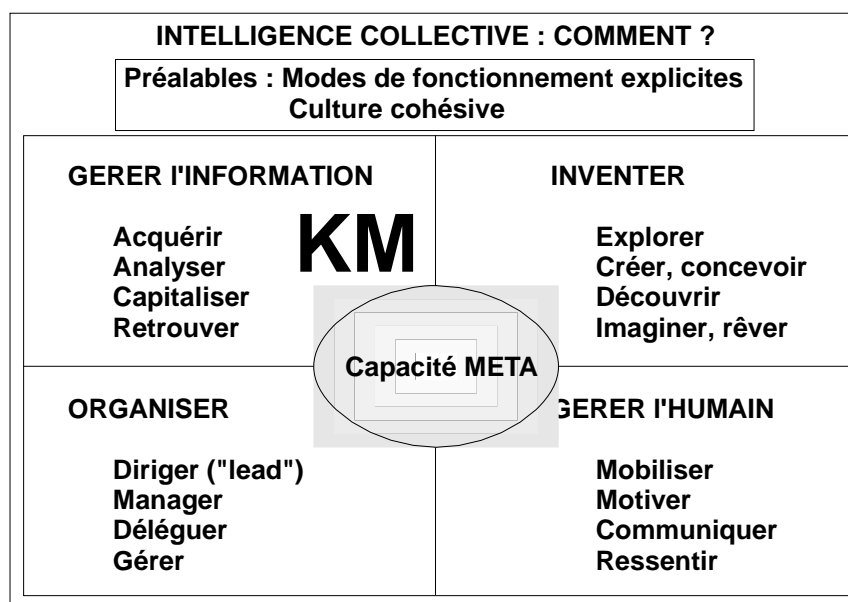 INTELLIGENCE COLLECTIVE : COMMENT ?
Préalables : Modes de fonctionnement explicites
Culture cohésive
GERER l'INFORMATION
Acquérir
Analyser
Capitaliser
Retrouver
KM
INVENTER
Explorer
Créer, concevoir
Découvrir
Imaginer, rêver
Capacité META
ORGANISER
Diriger ("lead")
Manager
Déléguer
Gérer
GERER l'HUMAIN
Mobiliser
Motiver
Communiquer
Ressentir